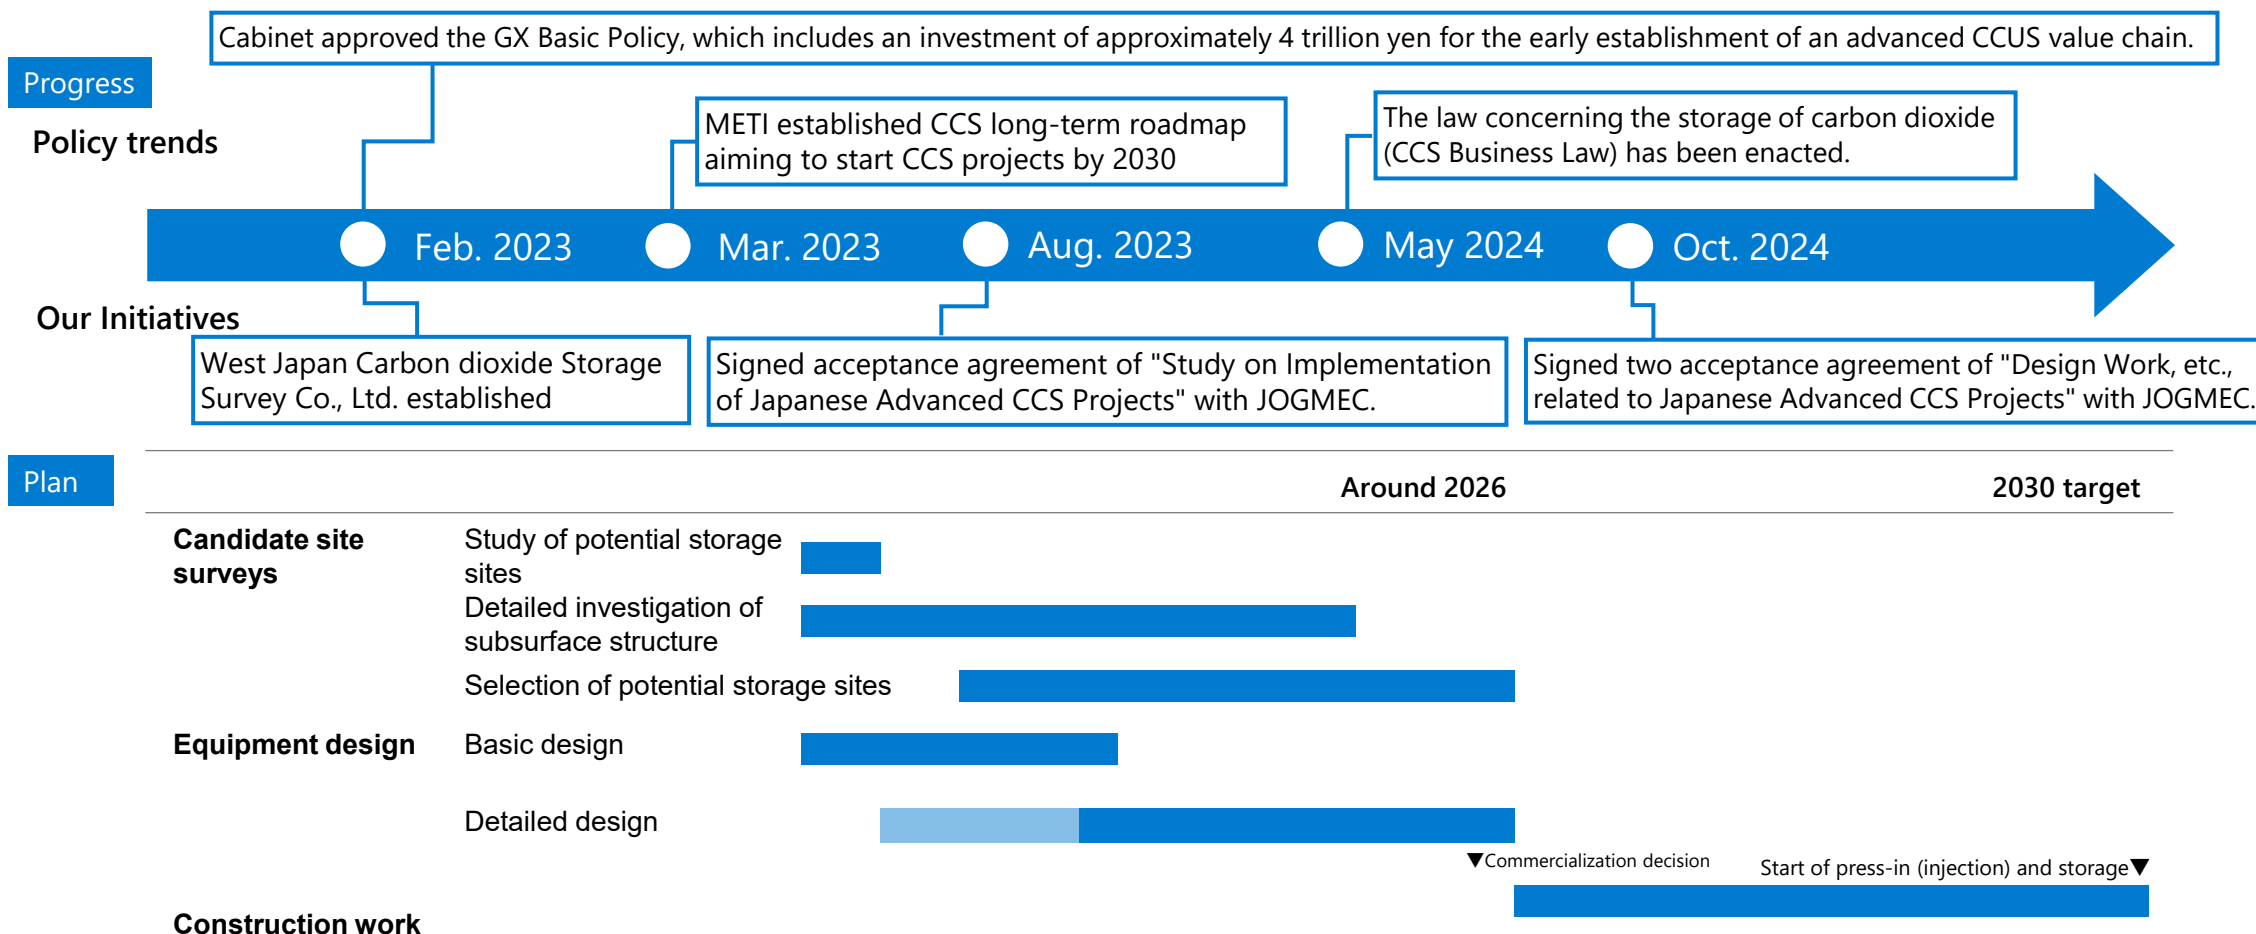 Cabinet approved the GX Basic Policy, which includes an investment of approximately 4 trillion yen for the early establishment of an advanced CCUS value chain.
Progress
Policy trends
METI established CCS long-term roadmap
aiming to start CCS projects by 2030
The law concerning the storage of carbon dioxide
(CCS Business Law) has been enacted.
Feb. 2023
Mar. 2023
Aug. 2023
May 2024
Oct. 2024
Our Initiatives
West Japan Carbon dioxide Storage
Survey Co., Ltd. established
Signed acceptance agreement of "Study on Implementation
of Japanese Advanced CCS Projects" with JOGMEC.
Signed two acceptance agreement of "Design Work, etc.,
related to Japanese Advanced CCS Projects" with JOGMEC.
Plan
Around 2026
2030 target
Candidate site
surveys
Study of potential storage
sites
Detailed investigation of
subsurface structure
Selection of potential storage sites
Equipment design
Basic design
Detailed design
▼Commercialization decision
Start of press-in (injection) and storage▼
Construction work